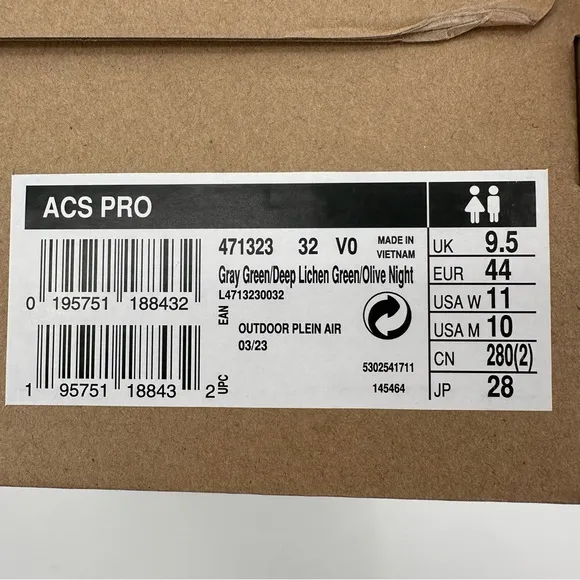 ACS PRO
471323 32 V0 MADE IN VIETNAM
Gray Green/Deep Lichen Green/Olive Night
L4713230032
0 195751 188432
EAN
OUTDOOR PLEIN AIR
03/23
5302541711
145464
1 95751 18843 2
UPC
UK 9.5
EUR 44
USA W 11
USA M 10
CN 280(2)
JP 28